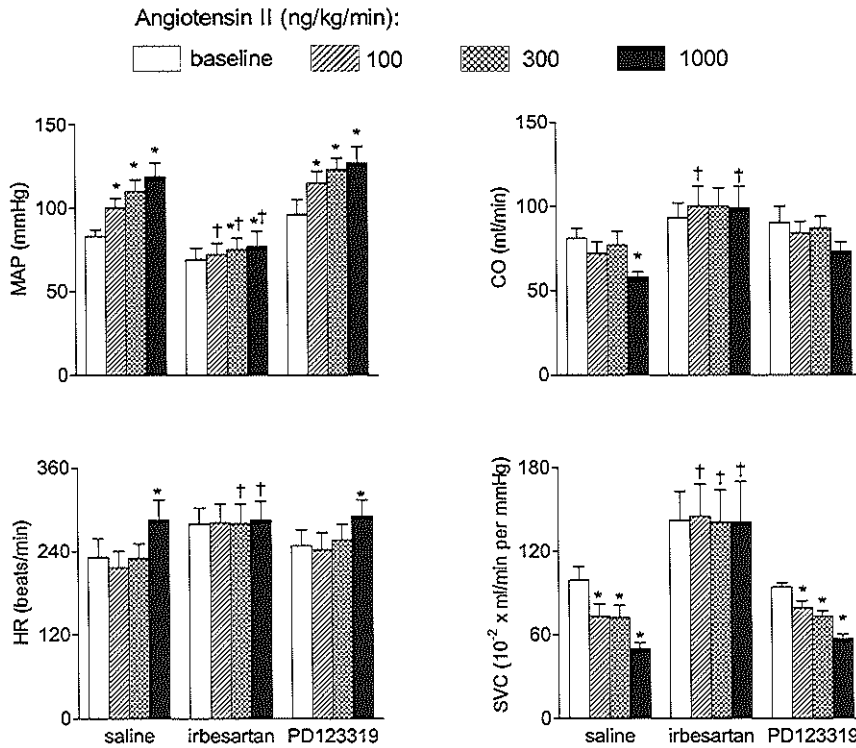 Angiotensin II (ng/kg/min):
baseline 100 300 1000
MAP (mmHg)
150
100
50
0
* * * † *† *‡ * * *
CO (ml/min)
150
100
50
0
* † †
HR (beats/min)
360
240
120
0
* † † *
saline irbesartan PD123319
SVC (10⁻² x ml/min per mmHg)
180
120
60
0
* * * † ‡ ‡ * * *
saline irbesartan PD123319